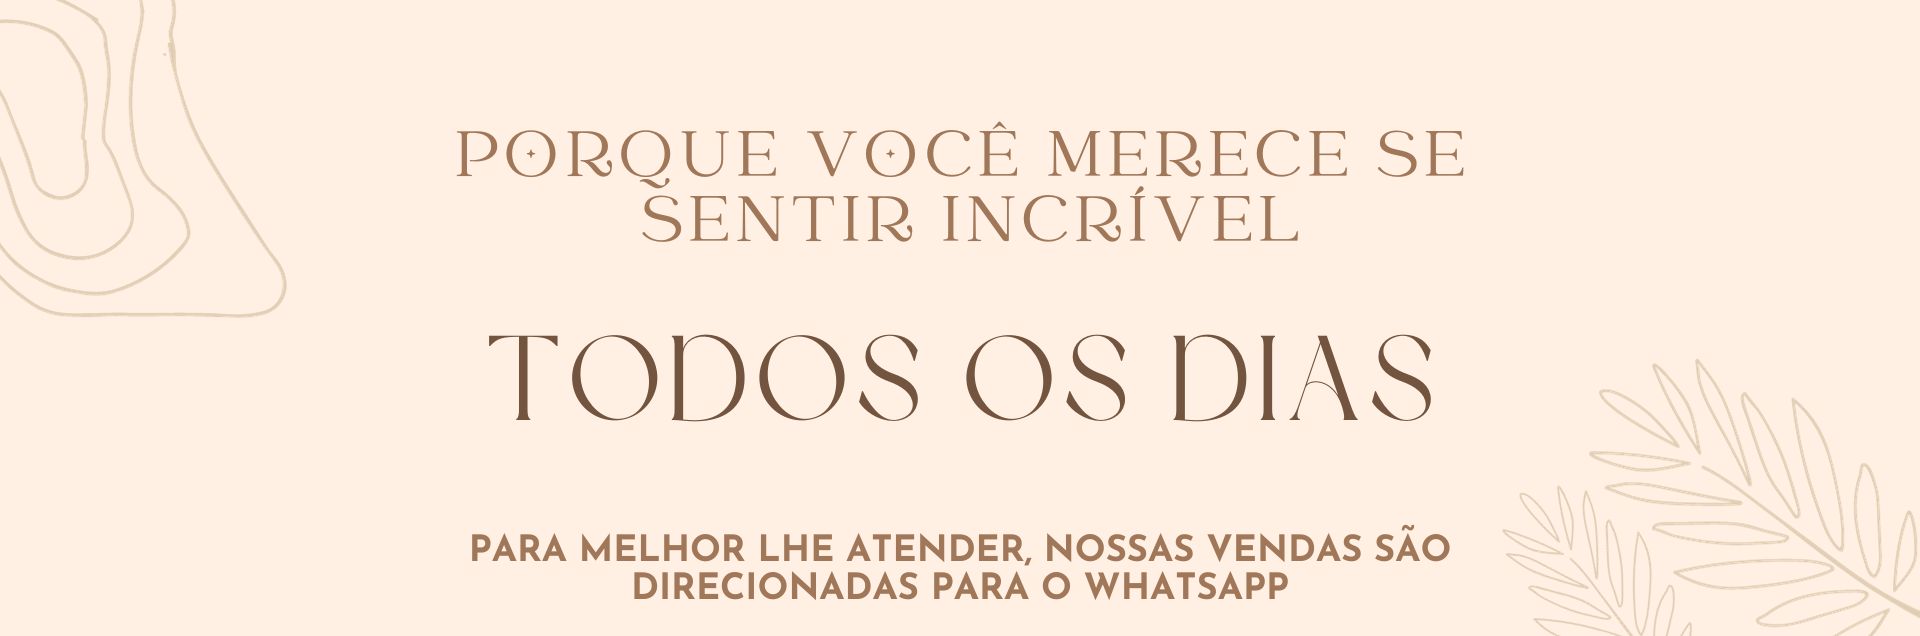 PORQUE VOCÊ MERECE SE
SENTIR INCRÍVEL
TODOS OS DIAS
PARA MELHOR LHE ATENDER, NOSSAS VENDAS SÃO
DIRECIONADAS PARA O WHATSAPP